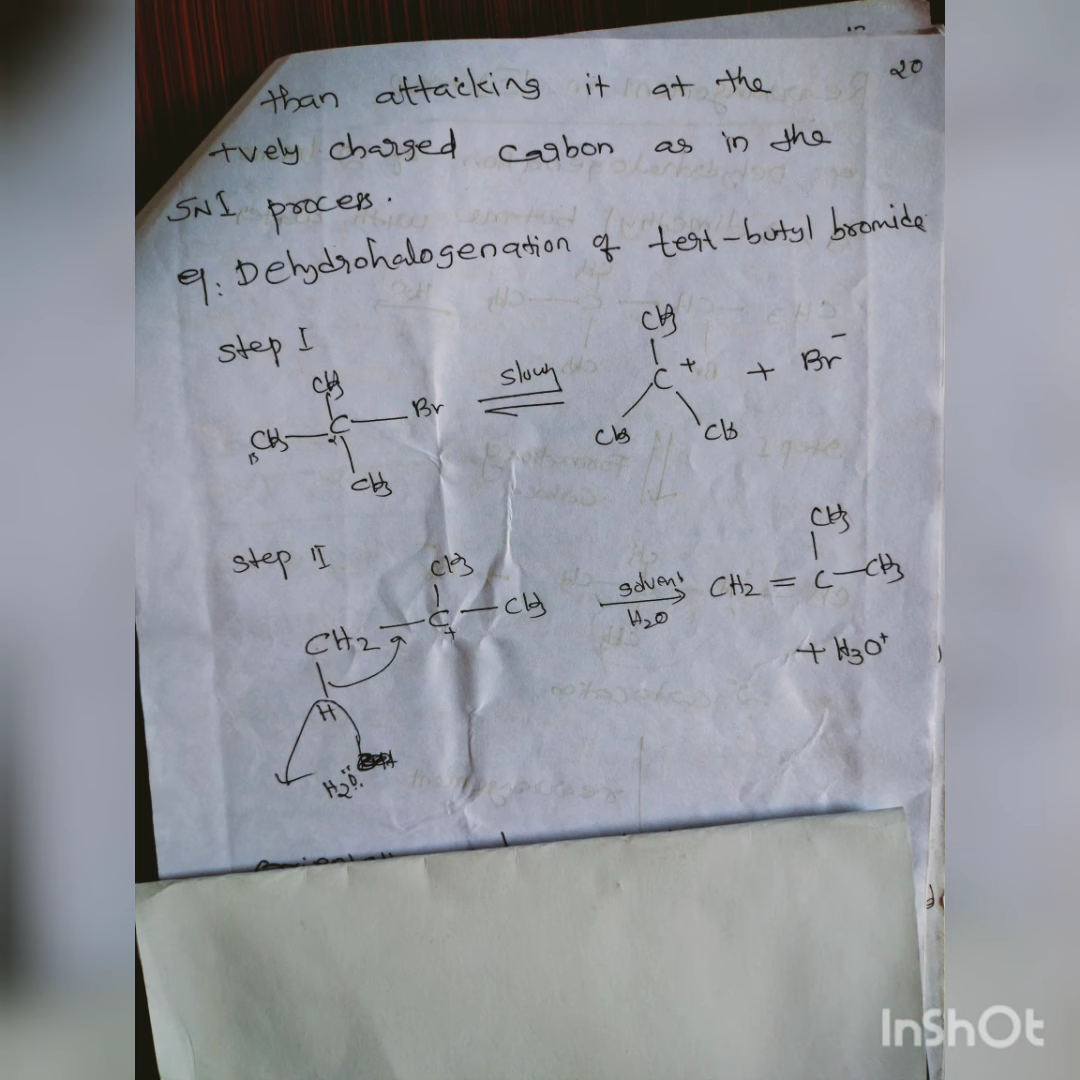 20
than attacking it at the
+vely charged carbon as in the
SN1 process.
eg: Dehydrohalogenation of tert-butyl bromide
step I
CH3
CH3 C Br
CH3
slow
CH3
C +
CH3 CH3
+ Br-
step II
CH3
CH2 — C — CH3
+
H
H2O:
solvent
H2O
CH3
CH2 = C — CH3
+ H3O+
InShOt